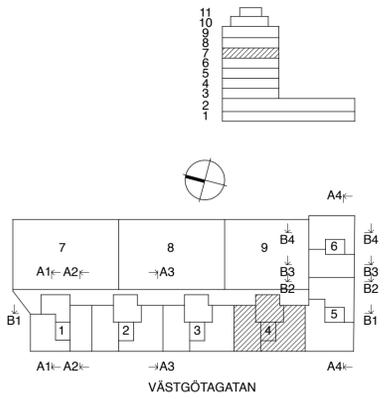 11
10
9
8
7
6
5
4
3
2
1
A4
7 8 9 6 B4 B4
A1 A2 A3 B3 B3
B2 B2
B1 1 2 3 4 5 B1
A1 A2 A3 A4
VÄSTGÖTAGATAN